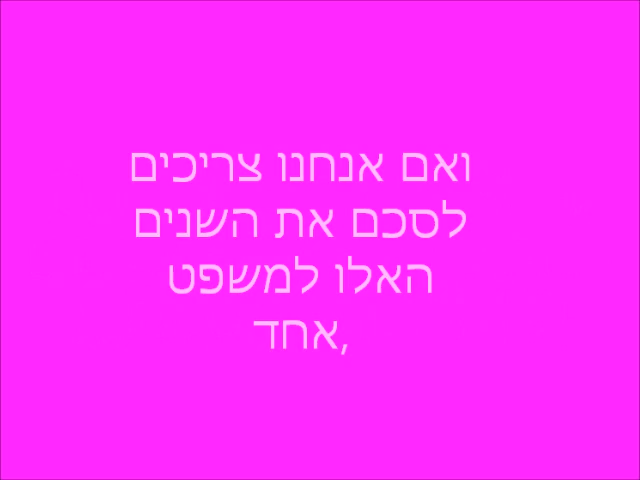 ואם אנחנו צריכים
לסכם את השנים
האלו למשפט
,אחד